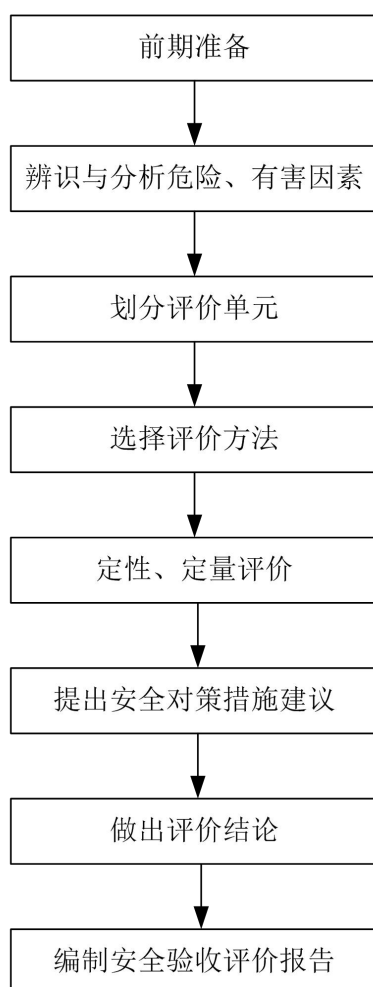 前期准备
辨识与分析危险、有害因素
划分评价单元
选择评价方法
定性、定量评价
提出安全对策措施建议
做出评价结论
编制安全验收评价报告